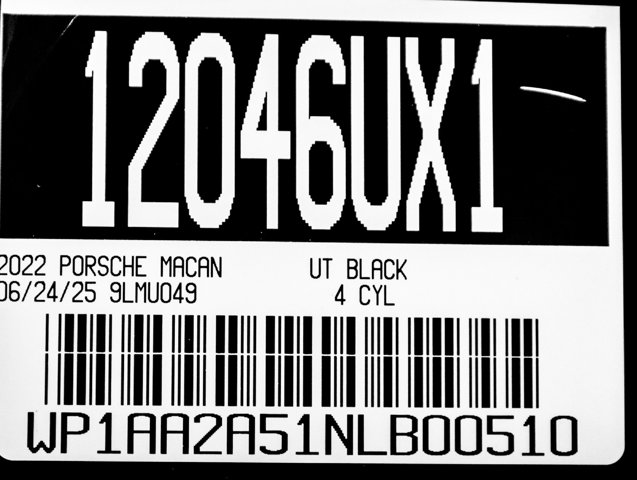 12046UX1
2022 PORSCHE MACAN UT BLACK
06/24/25 9LMU049 4 CYL
WP1AA2A51NLB00510